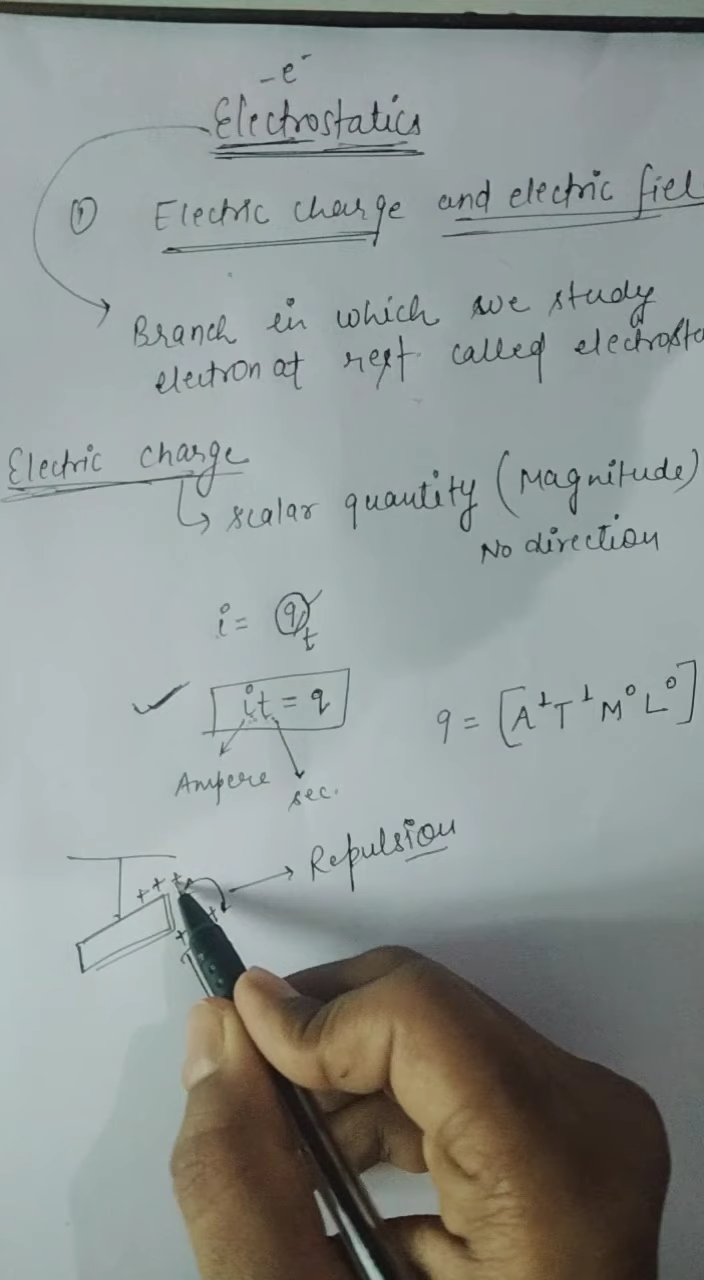 -e⁻
Electrostatics
① Electric charge and electric fiel
Branch in which we study
electron at rest called electrosta
Electric charge
↳ scalar quantity (Magnitude)
No direction
i = q/t
✓ it = q
q = [A¹T¹M⁰L⁰]
Ampere sec.
→ Repulsion
+ + +
+
+